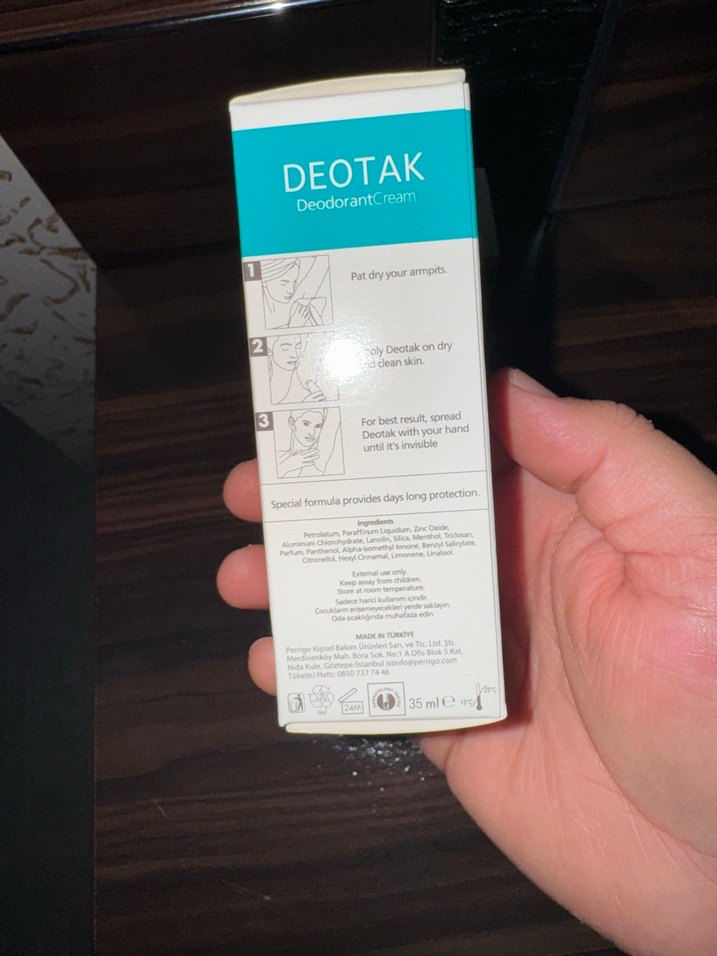 DEOTAK
DeodorantCream
1
Pat dry your armpits.
2
Deotak on dry
clean skin.
3
For best result, spread
Deotak with your hand
until it's invisible
Special formula provides days long protection.
Ingredients
Petrolatum, Paraffinum Liquidum, Zinc Oxide,
Aluminum Chlorohydrate, Lanolin, Silica, Menthol, Triclosan,
Parfum, Panthenol, Alpha-Isomethyl Ionone, Benzyl Salicylate,
Citronellol, Hexyl Cinnamal, Limonene, Linalool.
External use only.
Keep away from children.
Store at room temperature.
Sadece harici kullanım içindir.
Çocukların erişemeyecekleri yerde saklayın.
Oda sıcaklığında muhafaza edin.
MADE IN TÜRKİYE
Perrigo Kişisel Bakım Ürünleri San. ve Tic. Ltd. Şti.
Merdivenköy Mah. Bora Sok. No:1 A Ofis Blok 5.Kat,
Nida Kule, Göztepe/İstanbul istinfo@perrigo.com
Tüketici Hattı: 0850 737 74 46
24M
35 ml e
15°C
25°C